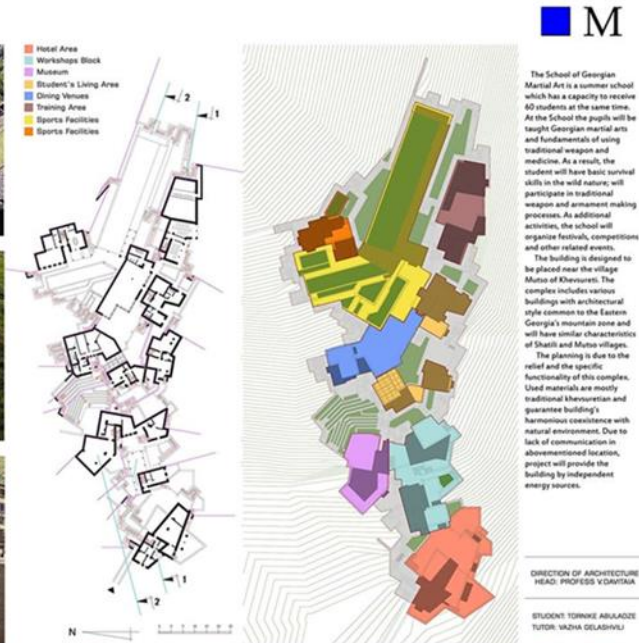 M
Hotel Area
Workshops Block
Museum
Student's Living Area
Dining Venues
Training Area
Sports Facilities
Sports Facilities
2
1
1
2
N
The School of Georgian
Martial Art is a summer school
which has a capacity to receive
60 students at the same time.
At the School the pupils will be
taught Georgian martial arts
and fundamentals of using
traditional weapon and
medicine. As a result, the
student will have basic survival
skills in the wild nature; will
participate in traditional
weapon and armament making
processes. As additional
activities, the school will
organize festivals, competitions
and other related events.
The building is designed to
be placed near the village
Mutso of Khevsureti. The
complex includes various
buildings with architectural
style common to the Eastern
Georgia's mountain zone and
will have similar characteristics
of Shatili and Mutso villages.
The planning is due to the
relief and the specific
functionality of this complex.
Used materials are mostly
traditional khevsuretian and
guarantee building's
harmonious coexistence with
natural environment. Due to
lack of communication in
abovementioned location,
project will provide the
building by independent
energy sources.
DIRECTION OF ARCHITECTURE
HEAD: PROFESS V.DAVITAIA
STUDENT: TORNIKE ABULADZE
TUTOR: VAZHA GELASHVILI